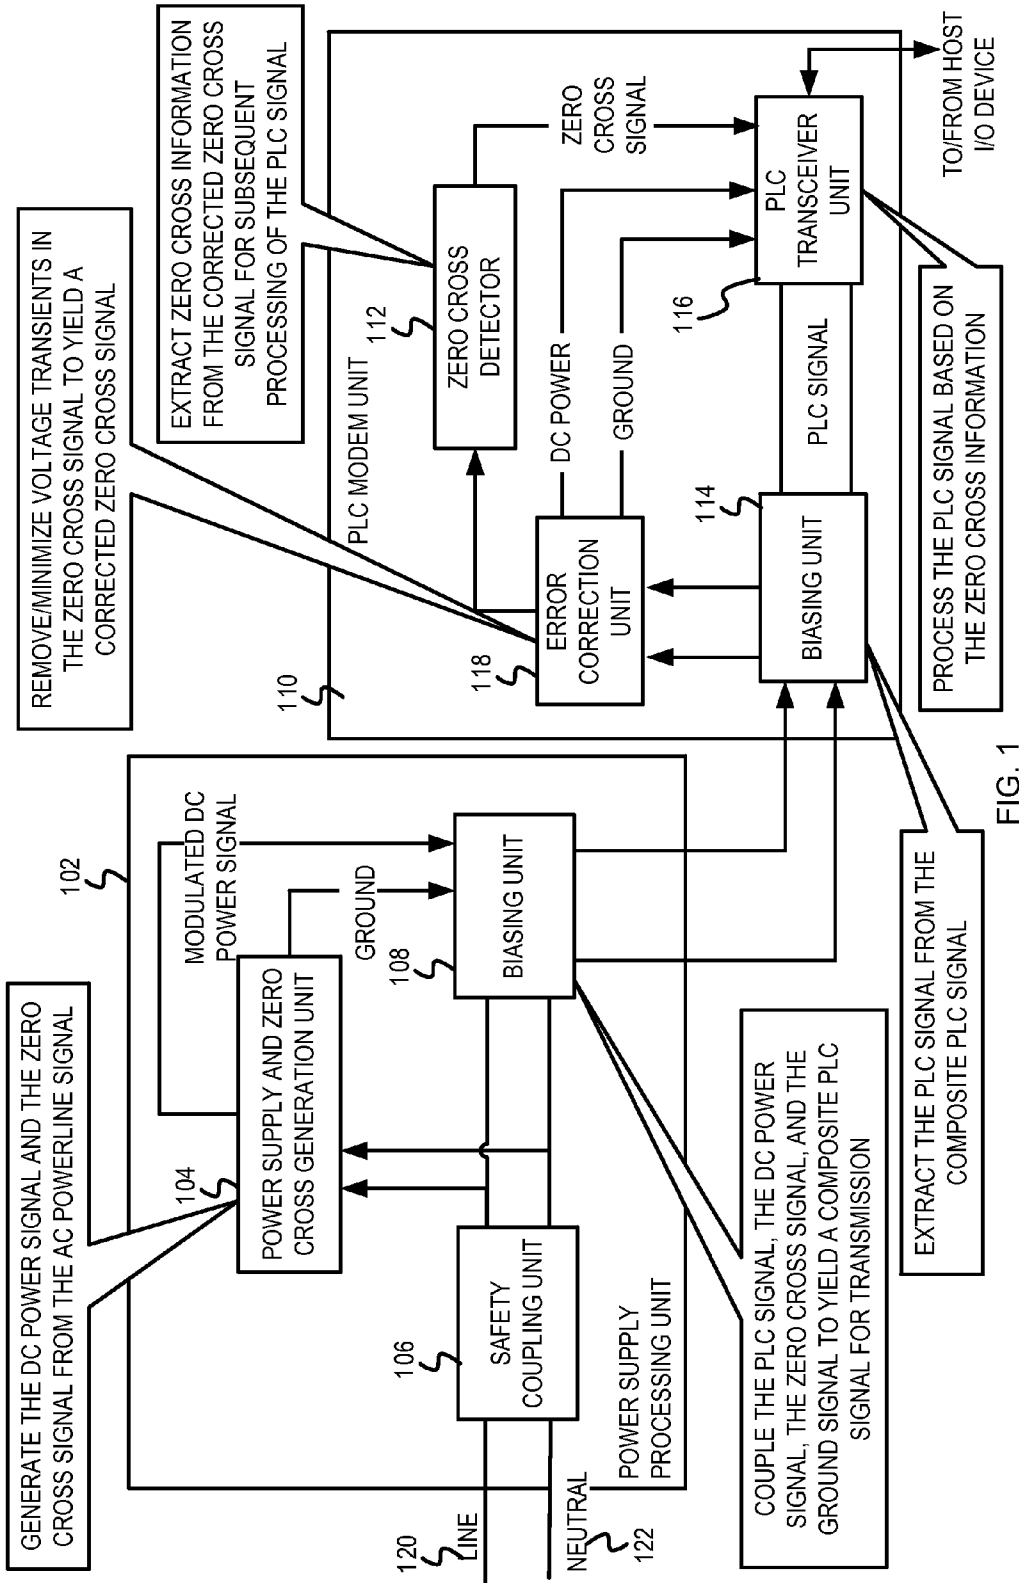 GENERATE THE DC POWER SIGNAL AND THE ZERO
CROSS SIGNAL FROM THE AC POWERLINE SIGNAL
REMOVE/MINIMIZE VOLTAGE TRANSIENTS IN
THE ZERO CROSS SIGNAL TO YIELD A
CORRECTED ZERO CROSS SIGNAL
EXTRACT ZERO CROSS INFORMATION
FROM THE CORRECTED ZERO CROSS
SIGNAL FOR SUBSEQUENT
PROCESSING OF THE PLC SIGNAL
102
MODULATED DC
POWER SIGNAL
GROUND
104
POWER SUPPLY AND ZERO
CROSS GENERATION UNIT
106
SAFETY
COUPLING UNIT
108
BIASING UNIT
120
LINE
NEUTRAL
122
POWER SUPPLY
PROCESSING UNIT
110
PLC MODEM UNIT
112
ZERO CROSS
DETECTOR
ZERO
CROSS
SIGNAL
118
ERROR
CORRECTION
UNIT
DC POWER
GROUND
114
BIASING UNIT
PLC SIGNAL
116
PLC
TRANSCEIVER
UNIT
TO/FROM HOST
I/O DEVICE
COUPLE THE PLC SIGNAL, THE DC POWER
SIGNAL, THE ZERO CROSS SIGNAL, AND THE
GROUND SIGNAL TO YIELD A COMPOSITE PLC
SIGNAL FOR TRANSMISSION
EXTRACT THE PLC SIGNAL FROM THE
COMPOSITE PLC SIGNAL
PROCESS THE PLC SIGNAL BASED ON
THE ZERO CROSS INFORMATION
FIG. 1